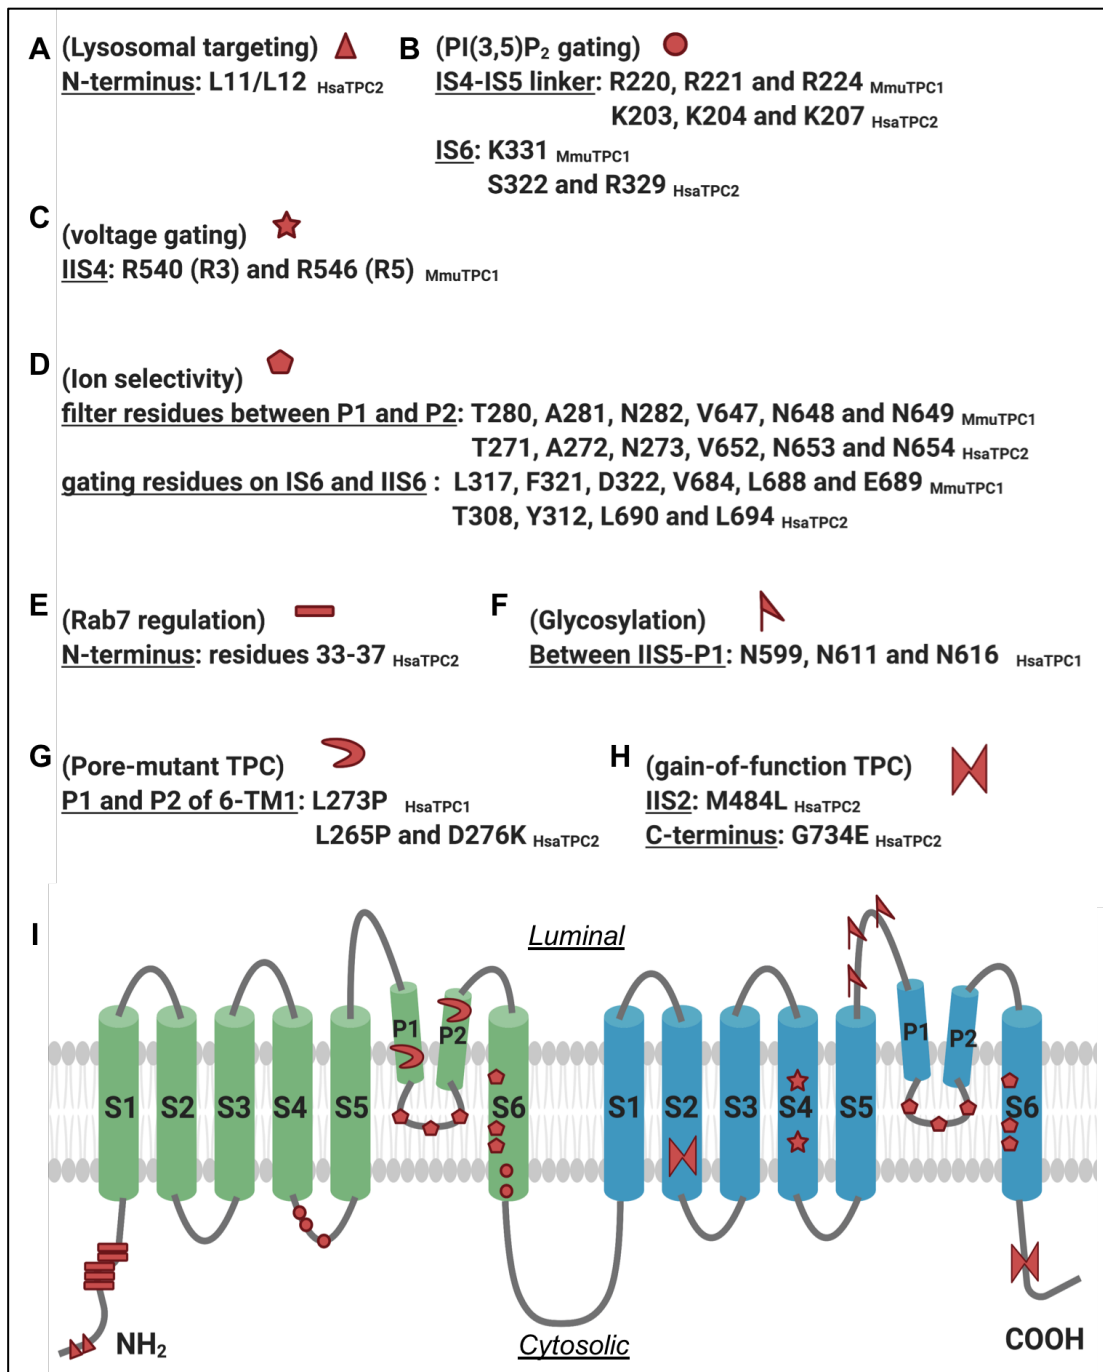 A (Lysosomal targeting)
N-terminus: L11/L12 HsaTPC2
B (PI(3,5)P₂ gating)
IS4-IS5 linker: R220, R221 and R224 MmuTPC1
K203, K204 and K207 HsaTPC2
IS6: K331 MmuTPC1
S322 and R329 HsaTPC2
C (voltage gating)
IIS4: R540 (R3) and R546 (R5) MmuTPC1
D (Ion selectivity)
filter residues between P1 and P2: T280, A281, N282, V647, N648 and N649 MmuTPC1
T271, A272, N273, V652, N653 and N654 HsaTPC2
gating residues on IS6 and IIS6 : L317, F321, D322, V684, L688 and E689 MmuTPC1
T308, Y312, L690 and L694 HsaTPC2
E (Rab7 regulation)
N-terminus: residues 33-37 HsaTPC2
F (Glycosylation)
Between IIS5-P1: N599, N611 and N616 HsaTPC1
G (Pore-mutant TPC)
P1 and P2 of 6-TM1: L273P HsaTPC1
L265P and D276K HsaTPC2
H (gain-of-function TPC)
IIS2: M484L HsaTPC2
C-terminus: G734E HsaTPC2
I
Luminal
P1 P2 P1 P2
S1 S2 S3 S4 S5 S6 S1 S2 S3 S4 S5 S6
NH₂
Cytosolic
COOH